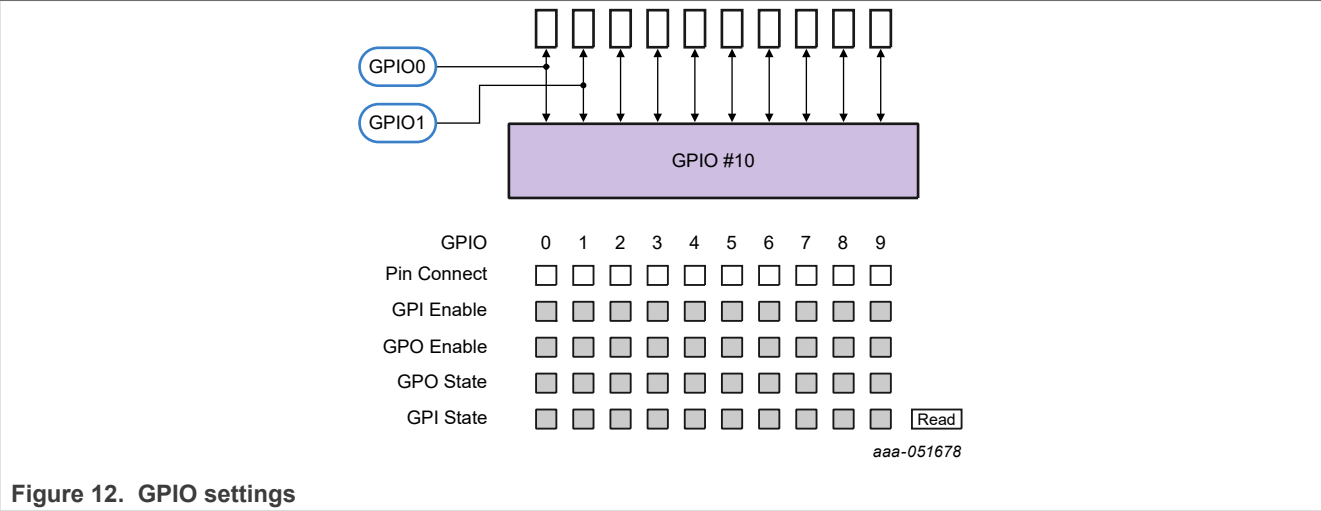 GPIO0
GPIO1
GPIO #10
GPIO 0 1 2 3 4 5 6 7 8 9
Pin Connect
GPI Enable
GPO Enable
GPO State
GPI State Read
aaa-051678
Figure 12. GPIO settings